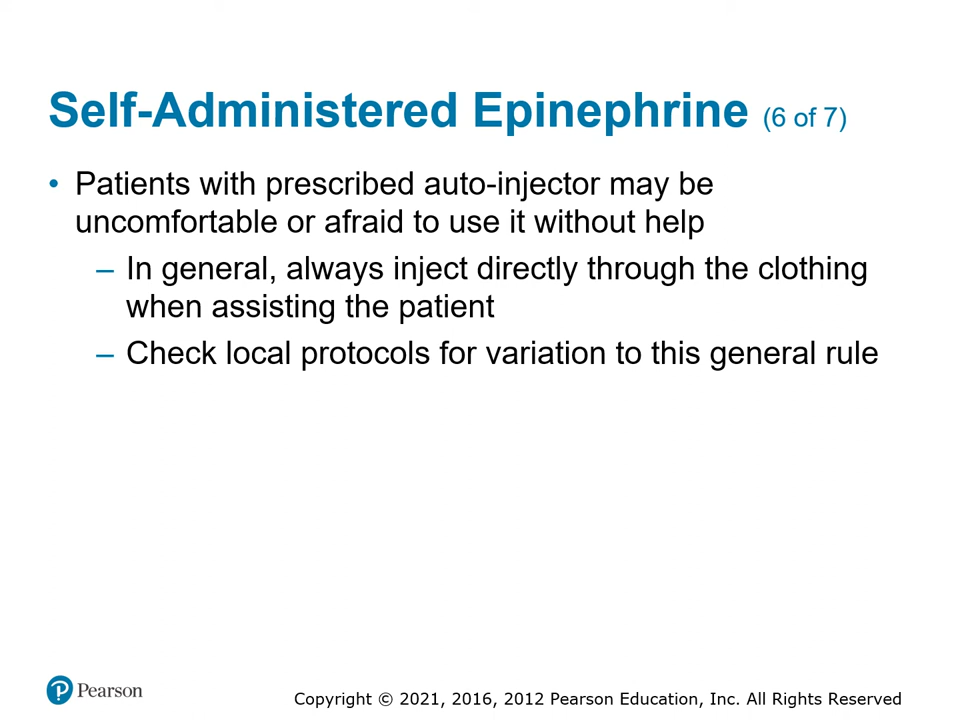 Self-Administered Epinephrine (6 of 7)
• Patients with prescribed auto-injector may be
uncomfortable or afraid to use it without help
– In general, always inject directly through the clothing
when assisting the patient
– Check local protocols for variation to this general rule
Pearson
Copyright © 2021, 2016, 2012 Pearson Education, Inc. All Rights Reserved